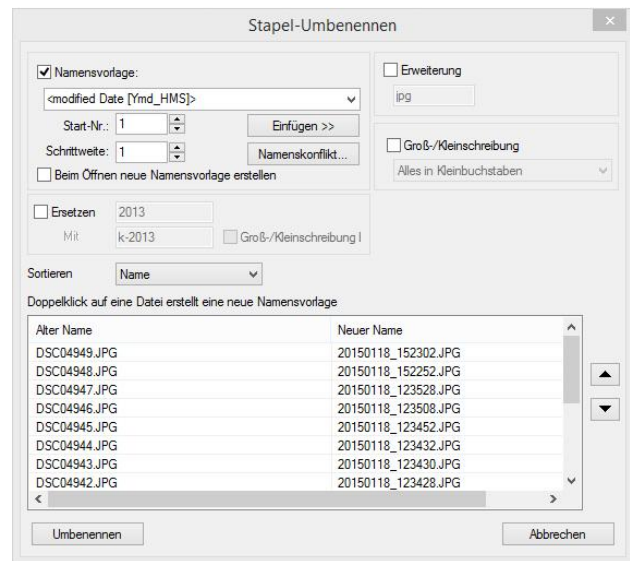 Stapel-Umbenennen
Namensvorlage:
<modified Date [Ymd_HMS]>
Start-Nr.: 1 Einfügen >>
Schrittweite: 1 Namenskonflikt...
Beim Öffnen neue Namensvorlage erstellen
Erweiterung
jpg
Groß-/Kleinschreibung
Alles in Kleinbuchstaben
Ersetzen 2013
Mit k-2013 Groß-/Kleinschreibung
Sortieren Name
Doppelklick auf eine Datei erstellt eine neue Namensvorlage
Alter Name Neuer Name
DSC04949.JPG 20150118_152302.JPG
DSC04948.JPG 20150118_152252.JPG
DSC04947.JPG 20150118_123528.JPG
DSC04946.JPG 20150118_123508.JPG
DSC04945.JPG 20150118_123452.JPG
DSC04944.JPG 20150118_123432.JPG
DSC04943.JPG 20150118_123430.JPG
DSC04942.JPG 20150118_123428.JPG
Umbenennen Abbrechen